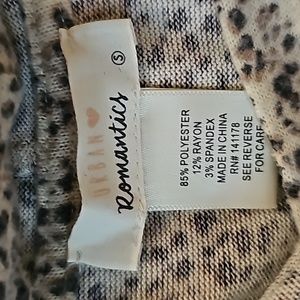 URBAN
Romantics
S
85% POLYESTER
12% RAYON
3% SPANDEX
MADE IN CHINA
RN# 141178
SEE REVERSE
FOR CARE